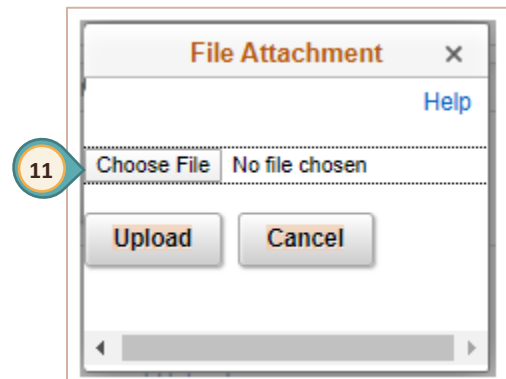 File Attachment ×
Help
11
Choose File No file chosen
Upload Cancel